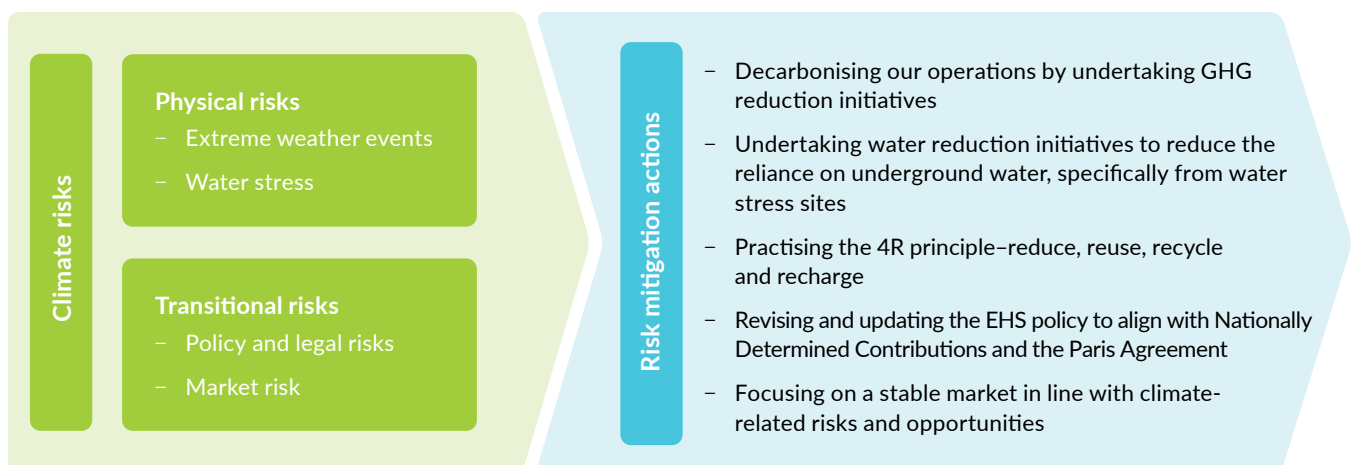 Climate risks
Physical risks
– Extreme weather events
– Water stress
Transitional risks
– Policy and legal risks
– Market risk
Risk mitigation actions
– Decarbonising our operations by undertaking GHG
reduction initiatives
– Undertaking water reduction initiatives to reduce the
reliance on underground water, specifically from water
stress sites
– Practising the 4R principle–reduce, reuse, recycle
and recharge
– Revising and updating the EHS policy to align with Nationally
Determined Contributions and the Paris Agreement
– Focusing on a stable market in line with climate-
related risks and opportunities